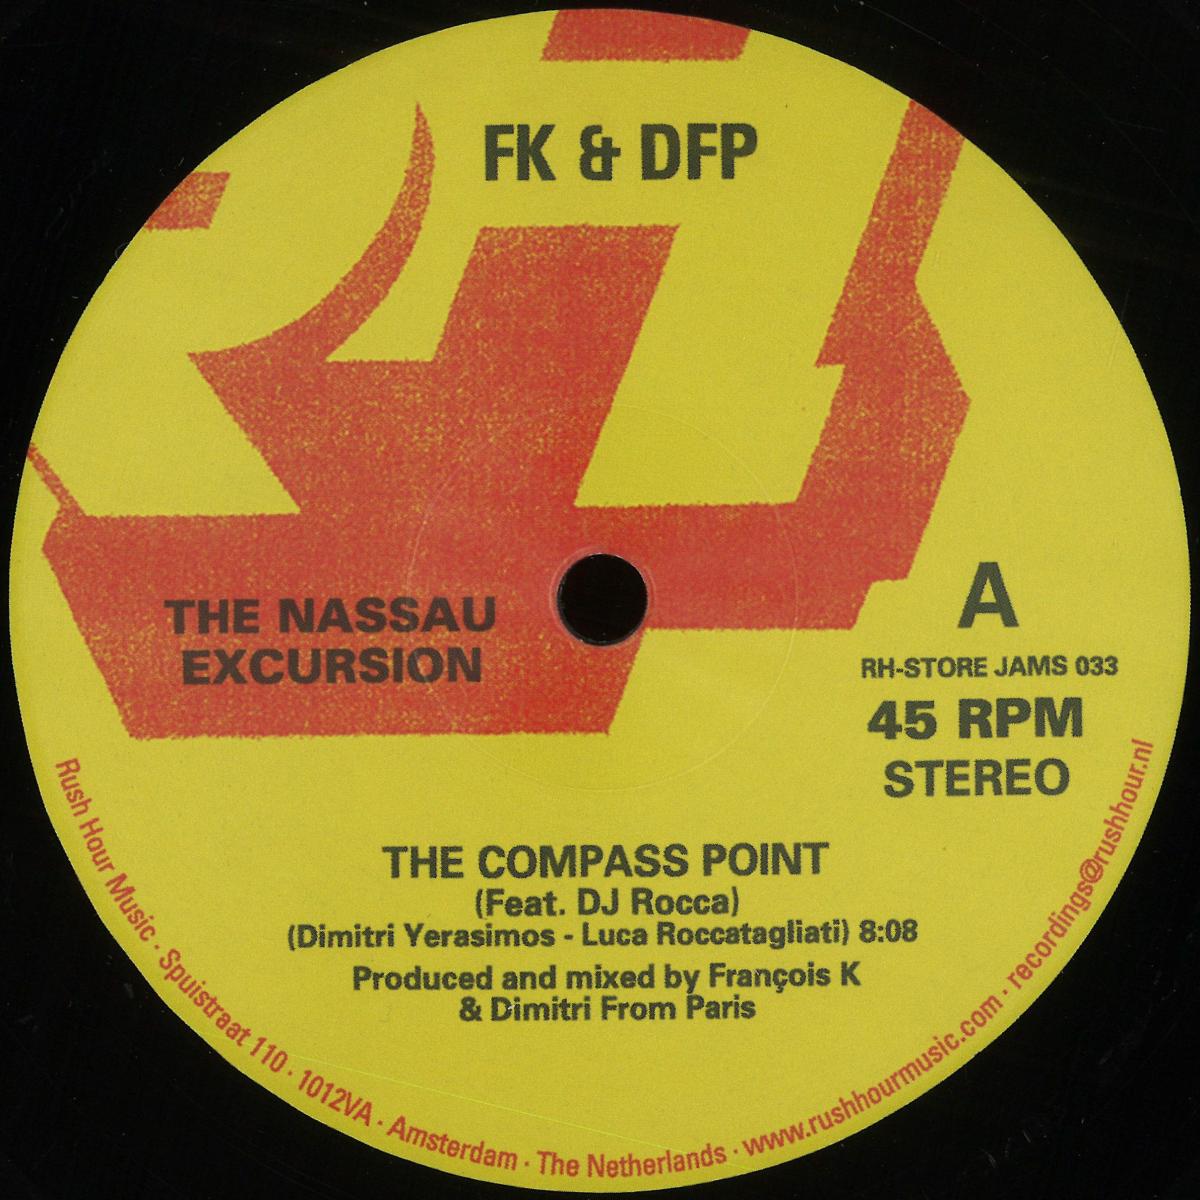 FK & DFP
THE NASSAU
EXCURSION
A
RH-STORE JAMS 033
45 RPM
STEREO
THE COMPASS POINT
(Feat. DJ Rocca)
(Dimitri Yerasimos - Luca Roccatagliati) 8:08
Produced and mixed by François K
& Dimitri From Paris
Rush Hour Music · Spuistraat 110 · 1012VA · Amsterdam · The Netherlands · www.rushhourmusic.com · recordings@rushhour.nl